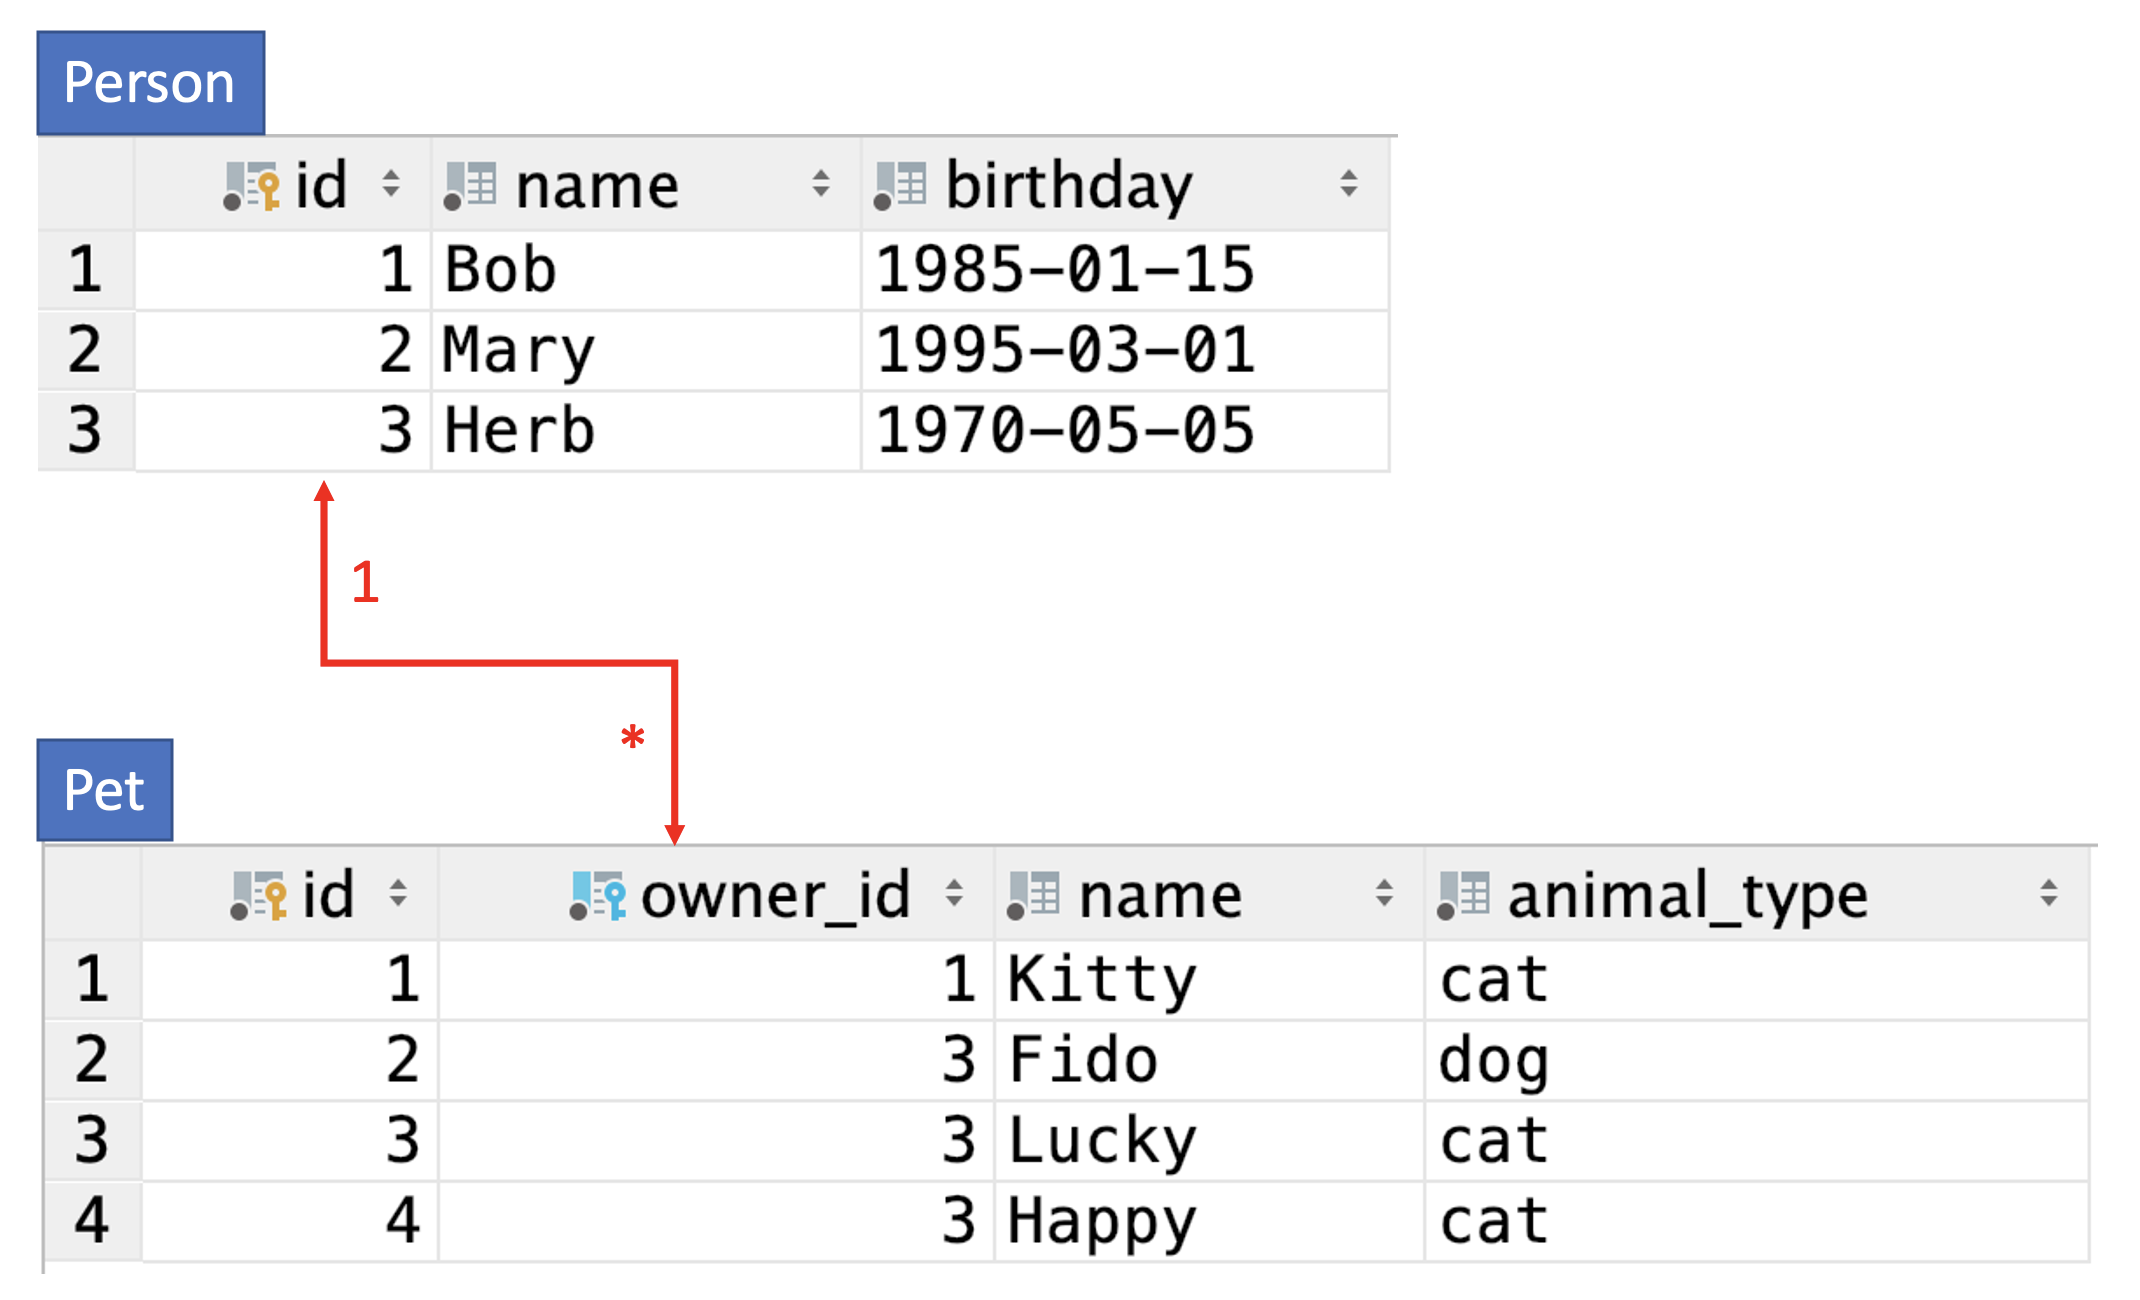 Person
id name birthday
1 1 Bob 1985-01-15
2 2 Mary 1995-03-01
3 3 Herb 1970-05-05
1
*
Pet
id owner_id name animal_type
1 1 1 Kitty cat
2 2 3 Fido dog
3 3 3 Lucky cat
4 4 3 Happy cat